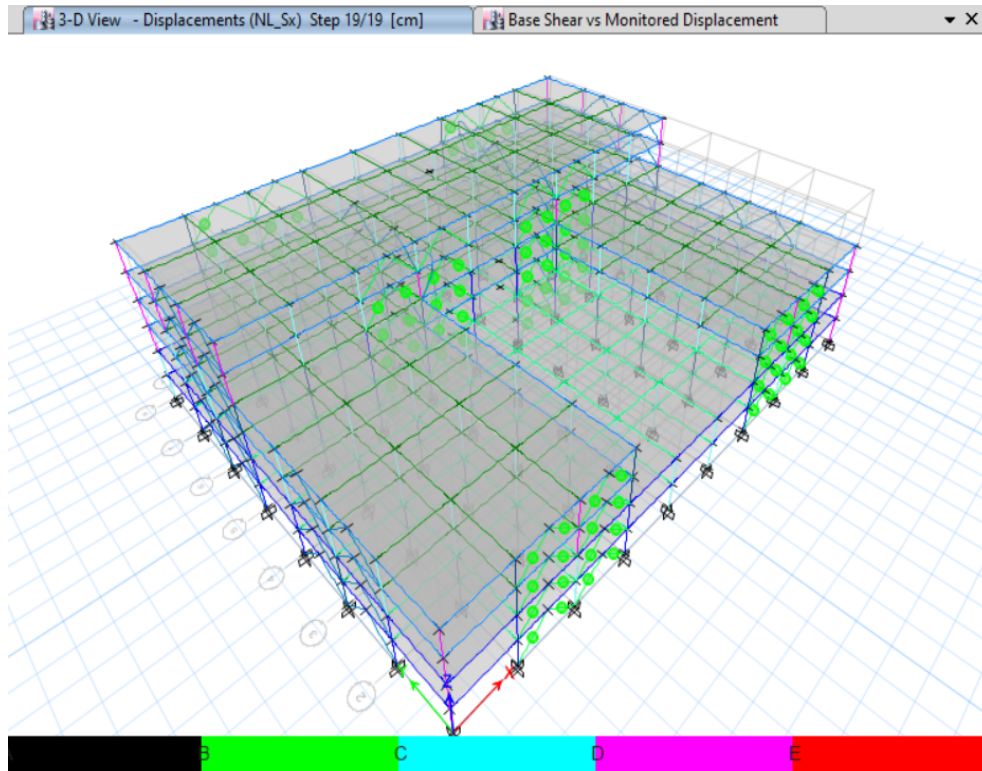 3-D View - Displacements (NL_Sx) Step 19/19 [cm]
Base Shear vs Monitored Displacement
Z
X
B C D E